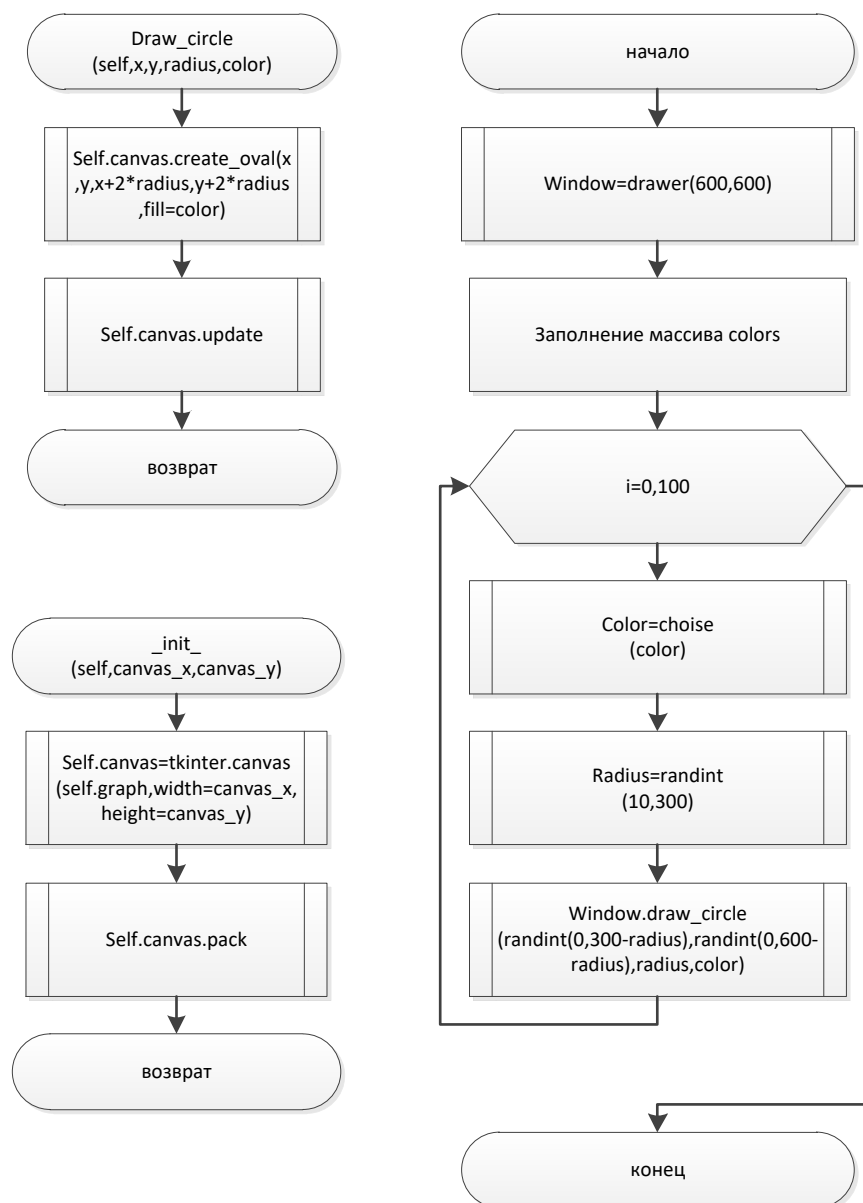 Draw_circle
(self,x,y,radius,color)
Self.canvas.create_oval(x
,y,x+2*radius,y+2*radius
,fill=color)
Self.canvas.update
возврат
_init_
(self,canvas_x,canvas_y)
Self.canvas=tkinter.canvas
(self.graph,width=canvas_x,
height=canvas_y)
Self.canvas.pack
возврат
начало
Window=drawer(600,600)
Заполнение массива colors
i=0,100
Color=choise
(color)
Radius=randint
(10,300)
Window.draw_circle
(randint(0,300-radius),randint(0,600-
radius),radius,color)
конец